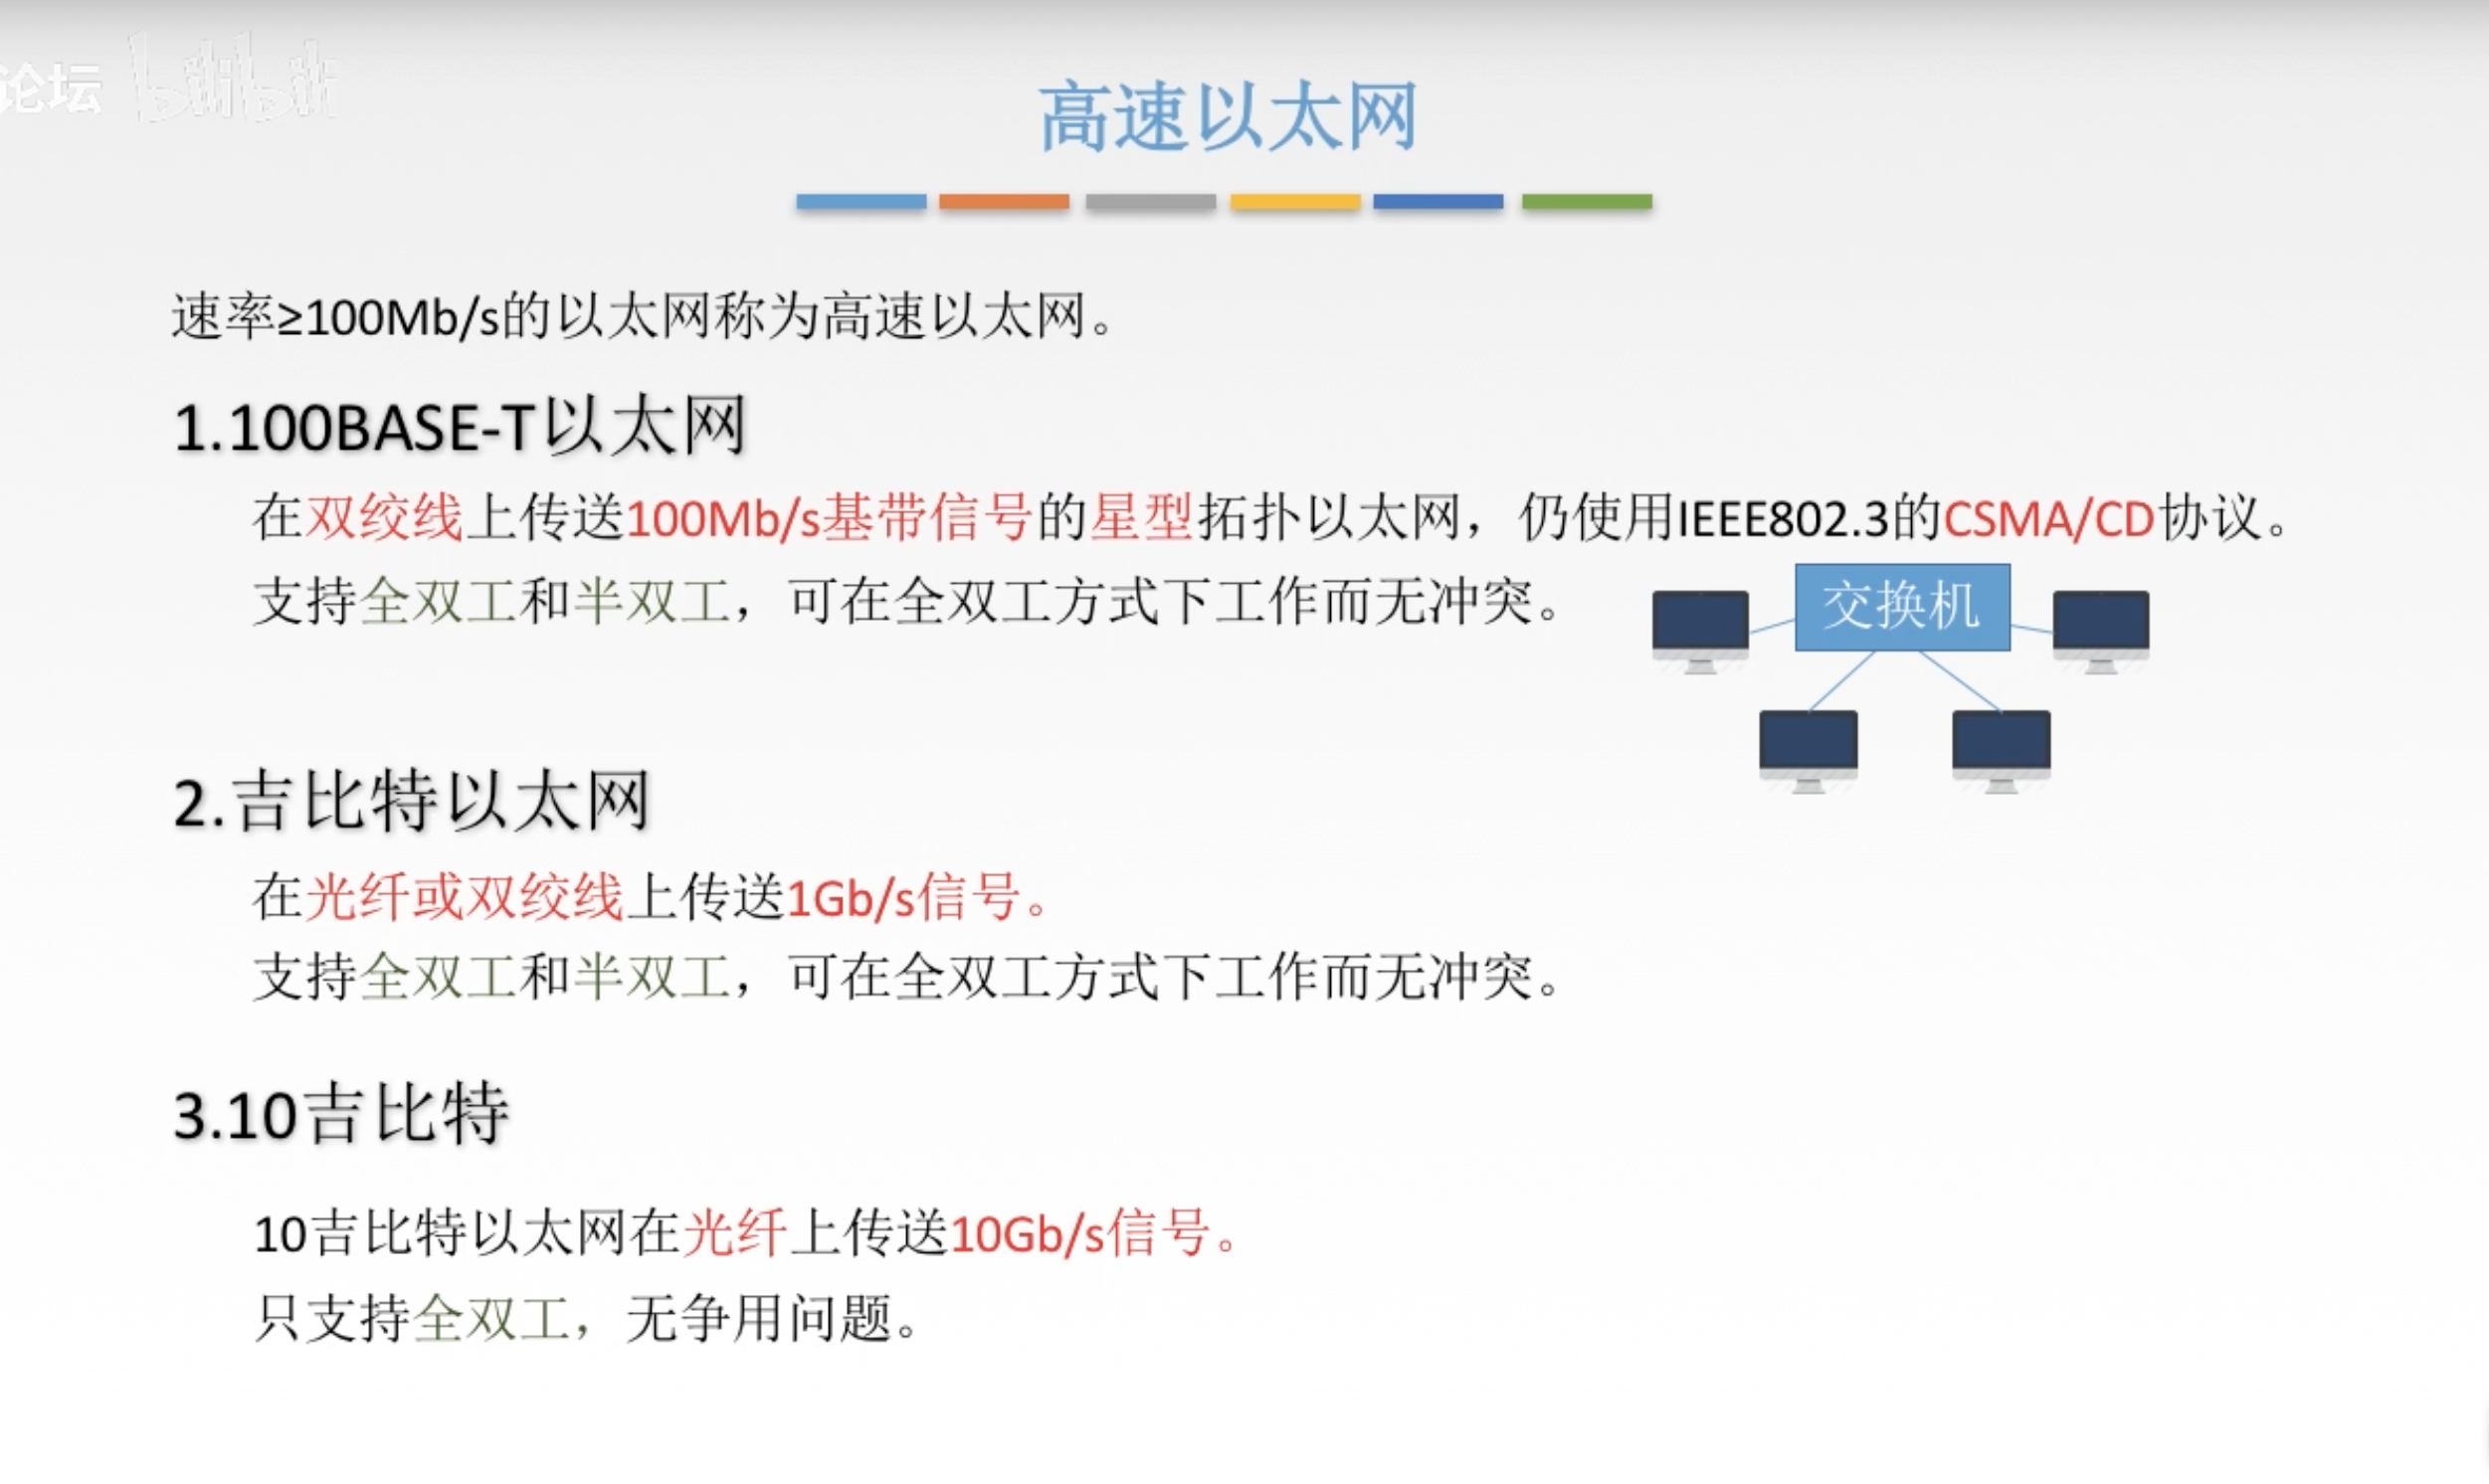 论坛 bilibili
高速以太网
速率≥100Mb/s的以太网称为高速以太网。
1.100BASE-T以太网
在双绞线上传送100Mb/s基带信号的星型拓扑以太网，仍使用IEEE802.3的CSMA/CD协议。
支持全双工和半双工，可在全双工方式下工作而无冲突。
交换机
2.吉比特以太网
在光纤或双绞线上传送1Gb/s信号。
支持全双工和半双工，可在全双工方式下工作而无冲突。
3.10吉比特
10吉比特以太网在光纤上传送10Gb/s信号。
只支持全双工，无争用问题。